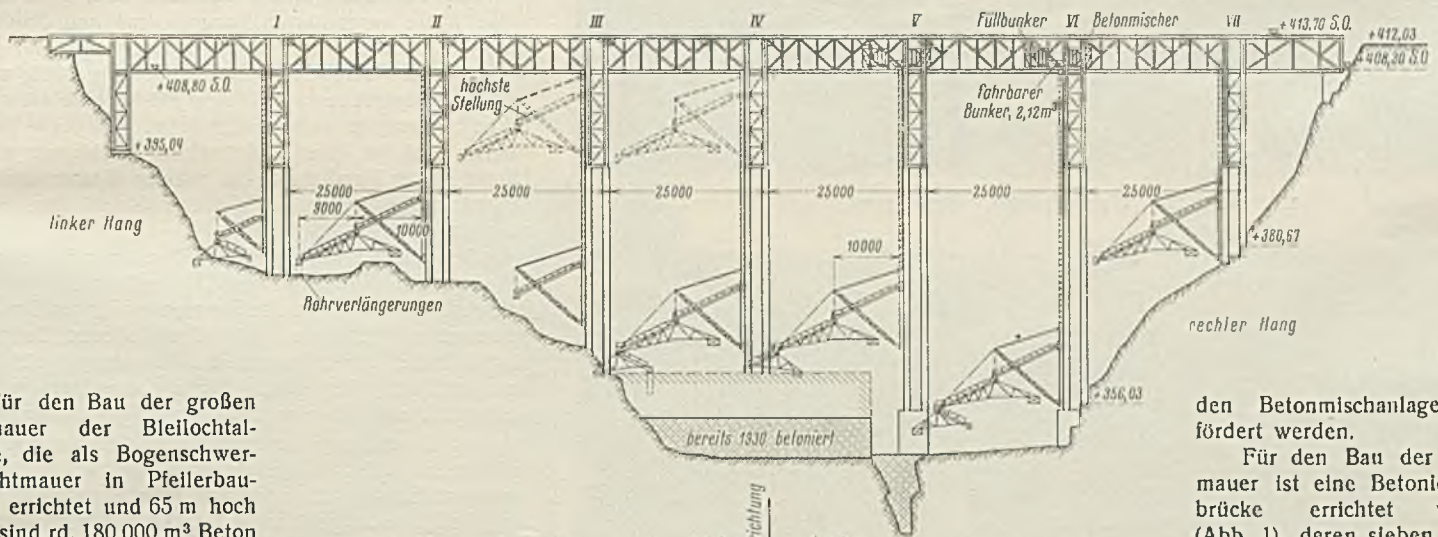 I II III IV V VI VII
Füllbunker Betonmischer
+ 413,70 S.O.
+412,03
+408,30 S.O.
+408,80 S.O.
höchste
Stellung
fahrbarer
Bunker, 2,12m³
+395,04
25000 25000 25000 25000 25000 25000
linker Hang
9000
10000
10000
+380,67
Rohrverlängerungen
rechter Hang
+356,03
bereits 1930 betoniert
richtung
ür den Bau der großen
nauer der Bleilochtal-
e, die als Bogenschwer-
htmauer in Pfeilerbau-
errichtet und 65 m hoch
sind rd. 180 000 m³ Beton
den Betonmischanlage
fördert werden.
Für den Bau der
mauer ist eine Betonie
brücke errichtet
(Abb. 1), deren sieben